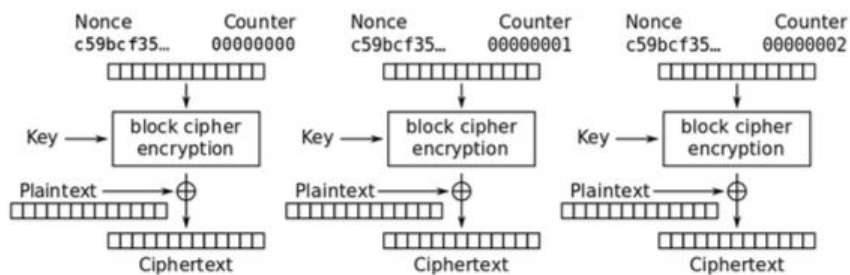 Nonce Counter Nonce Counter Nonce Counter
c59bcf35… 00000000 c59bcf35… 00000001 c59bcf35… 00000002
Key block cipher encryption Key block cipher encryption Key block cipher encryption
Plaintext Plaintext Plaintext
Ciphertext Ciphertext Ciphertext